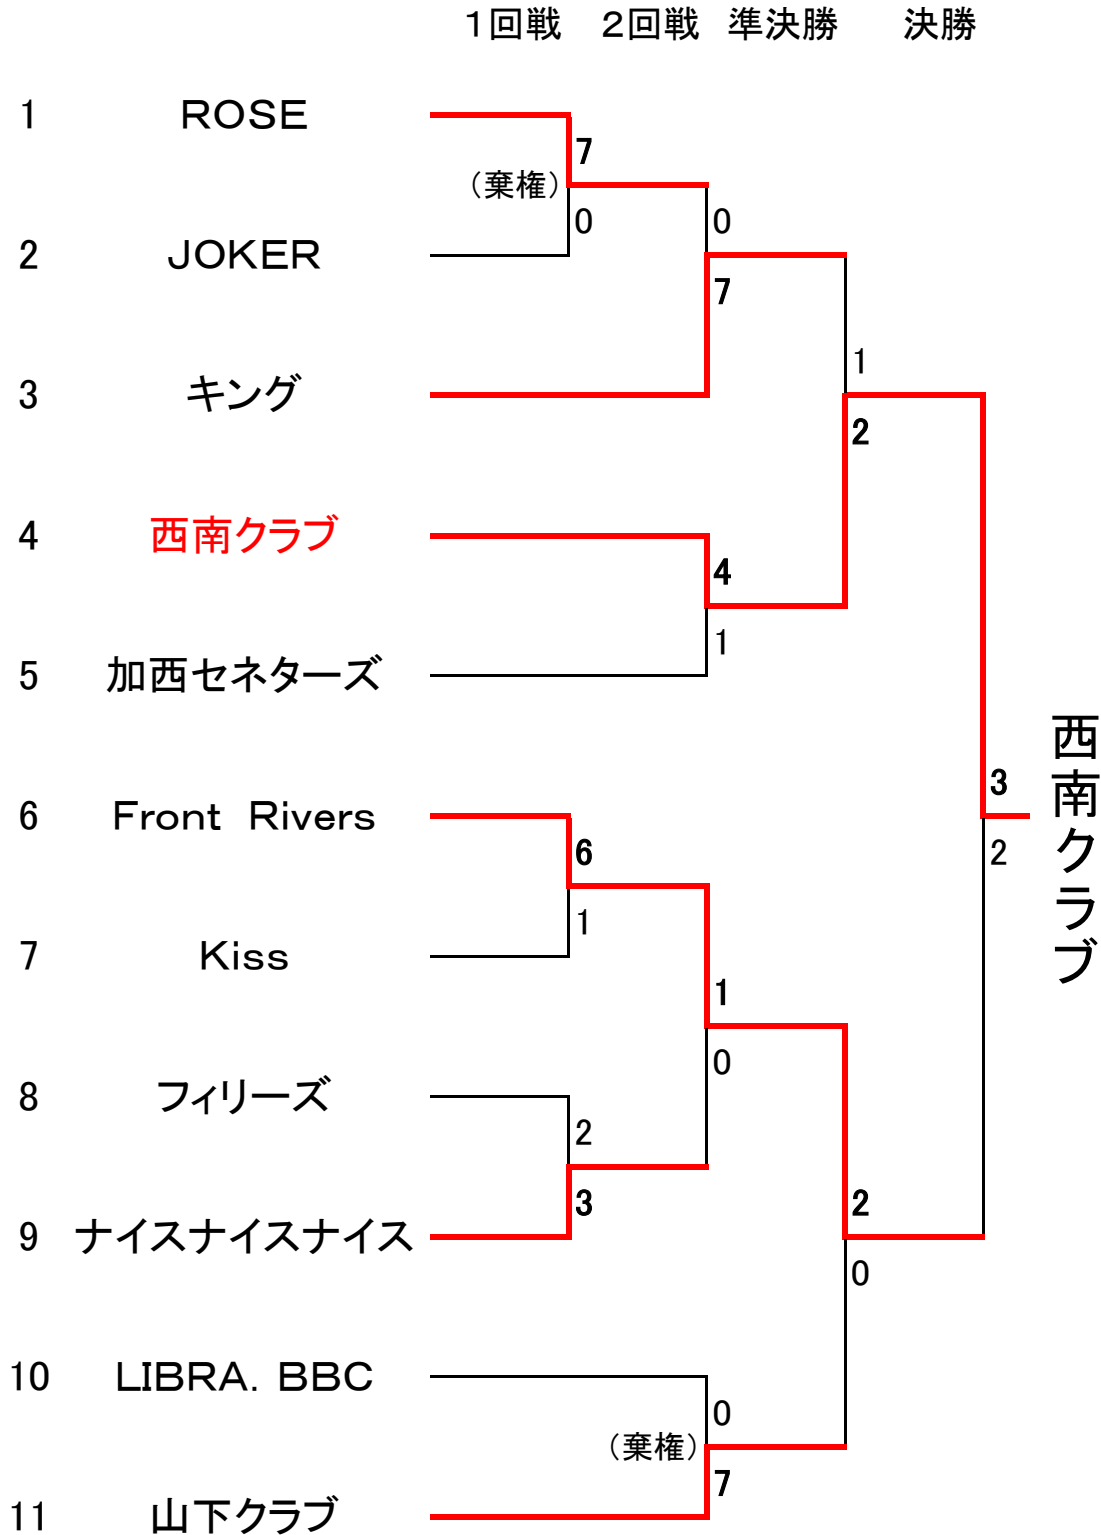 １回戦　２回戦　準決勝　決勝
1 ROSE
7
（棄権）
0 0
2 JOKER
7
1
3 キング
2
4 西南クラブ
4
1
5 加西セネターズ
西南クラブ
3
6 Front Rivers
6 2
1
7 Kiss
1
0
8 フィリーズ
2
3 2
9 ナイスナイスナイス
0
10 LIBRA. BBC
0
（棄権）
7
11 山下クラブ